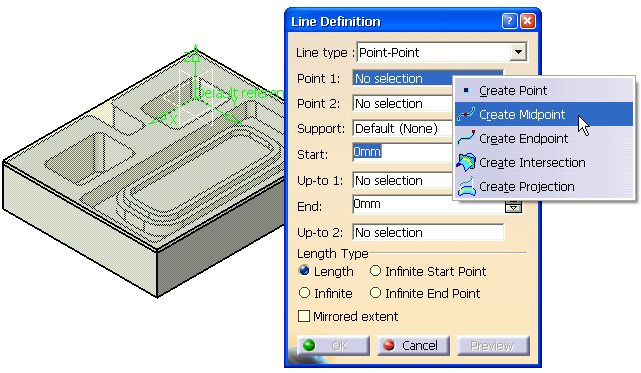 Line Definition
Line type : Point-Point
Point 1: No selection
Point 2: No selection
Support: Default (None)
Start: 0mm
Up-to 1: No selection
End: 0mm
Up-to 2: No selection
Length Type
Length Infinite Start Point
Infinite Infinite End Point
Mirrored extent
OK Cancel Preview
Create Point
Create Midpoint
Create Endpoint
Create Intersection
Create Projection
Default referen